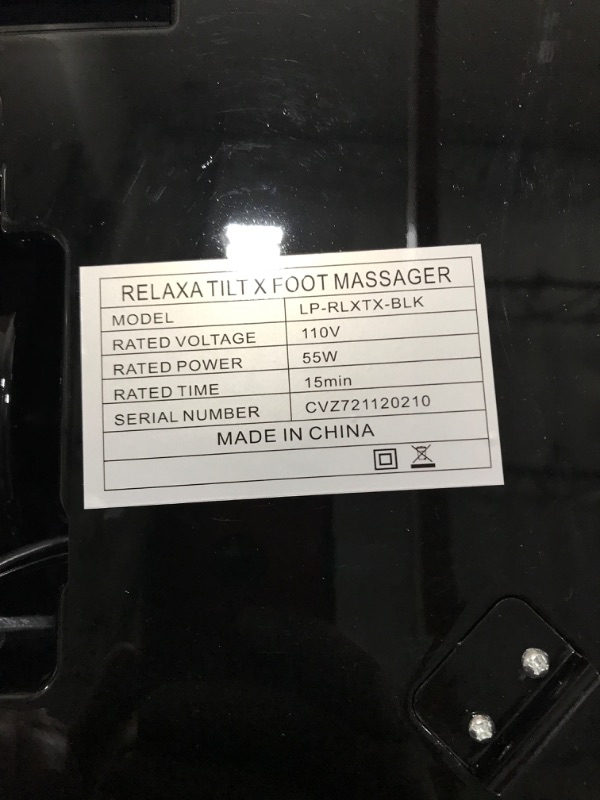 RELAXA TILT X FOOT MASSAGER
MODEL LP-RLXTX-BLK
RATED VOLTAGE 110V
RATED POWER 55W
RATED TIME 15min
SERIAL NUMBER CVZ721120210
MADE IN CHINA